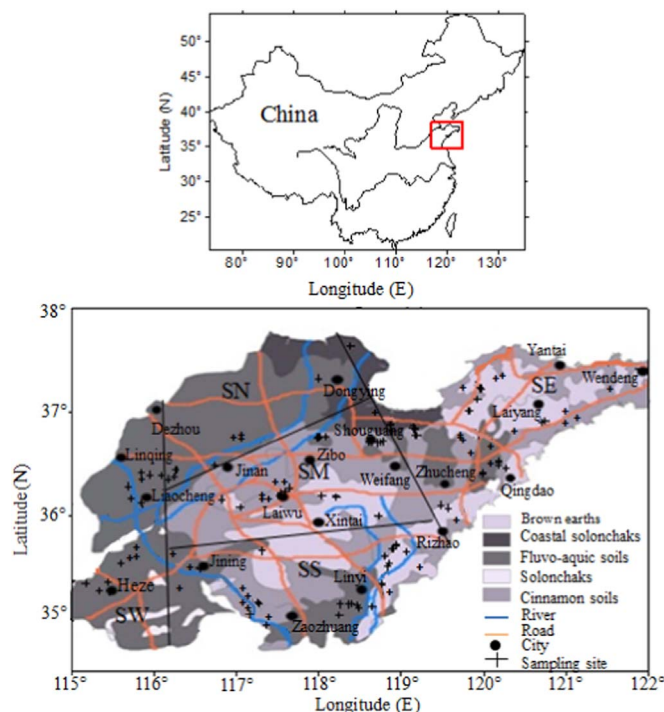 54°
45°
40°
35°
30°
25°
Latitude (N)
China
80° 90° 100° 110° 120° 130°
Longitude (E)
38°
37°
36°
35°
Latitude(N)
Yantai
SN
Dongying
SE
Wendeng
Dezhou
Laiyang
Shouguang
Linqing
Zibo
SM
Jinan
Weifang
Zhucheng
Liaocheng
Qingdao
Laiwu
Xintai
Rizhao
Jining
SS
Heze
Linyi
SW
Zaozhuang
Brown earths
Coastal solonchaks
Fluvo-aquic soils
Solonchaks
Cinnamon soils
River
Road
City
Sampling site
115° 116° 117° 118° 119° 120° 121° 122°
Longitude (E)